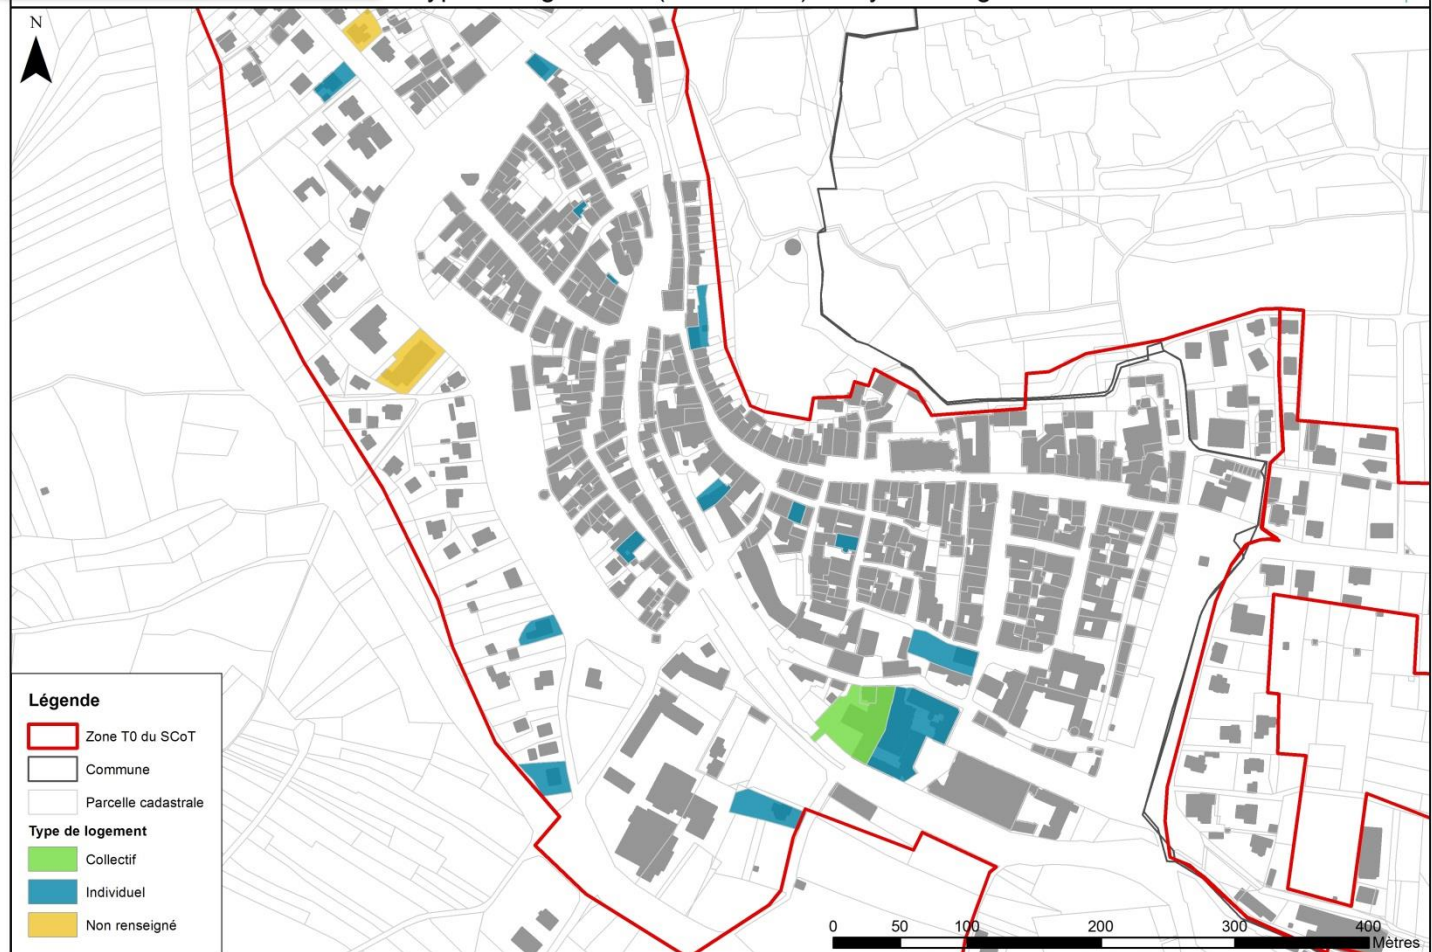 N
Légende
Zone T0 du SCoT
Commune
Parcelle cadastrale
Type de logement
Collectif
Individuel
Non renseigné
0 50 100 200 300 400
Mètres